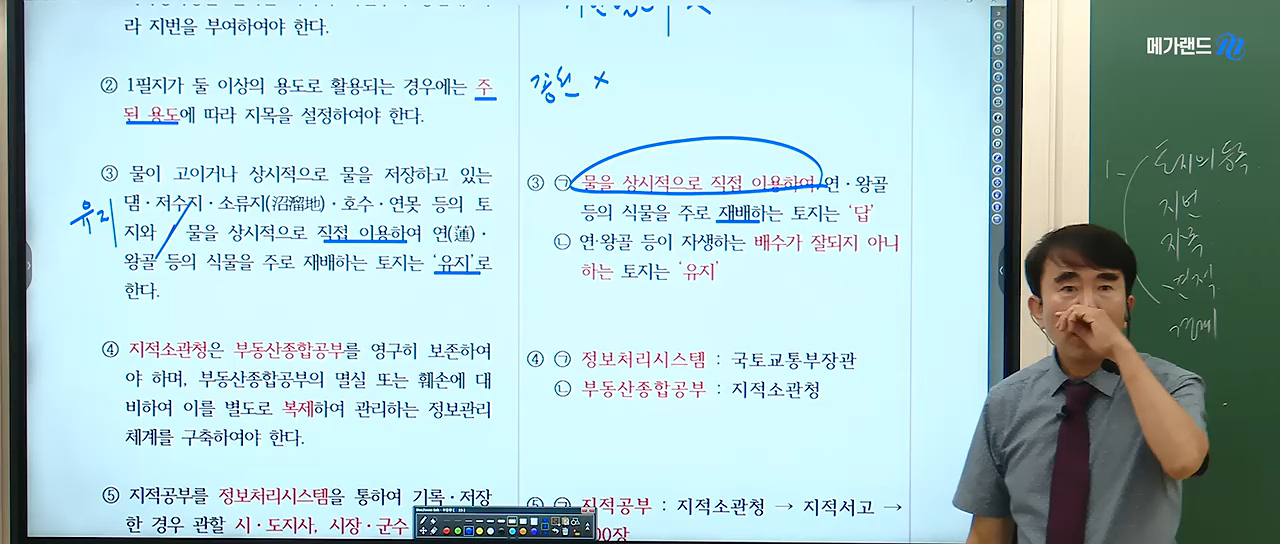 라 지번을 부여하여야 한다.
② 1필지가 둘 이상의 용도로 활용되는 경우에는 주
된 용도에 따라 지목을 설정하여야 한다.
③ 물이 고이거나 상시적으로 물을 저장하고 있는
댐·저수지·소류지(沼溜地)·호수·연못 등의 토
지와 물을 상시적으로 직접 이용하여 연(蓮)·
왕골 등의 식물을 주로 재배하는 토지는 '유지'로
한다.
유지
④ 지적소관청은 부동산종합공부를 영구히 보존하여
야 하며, 부동산종합공부의 멸실 또는 훼손에 대
비하여 이를 별도로 복제하여 관리하는 정보관리
체계를 구축하여야 한다.
⑤ 지적공부를 정보처리시스템을 통하여 기록·저장
한 경우 관할 시·도지사, 시장·군수
③ ㉠ 물을 상시적으로 직접 이용하여 연·왕골
등의 식물을 주로 재배하는 토지는 '답'
㉡ 연·왕골 등이 자생하는 배수가 잘되지 아니
하는 토지는 '유지'
④ ㉠ 정보처리시스템 : 국토교통부장관
㉡ 부동산종합공부 : 지적소관청
⑤ ㉠ 지적공부 : 지적소관청 → 지적서고 →
00장
메가랜드
1.
토지의 등록
지번
지목
면적
경계